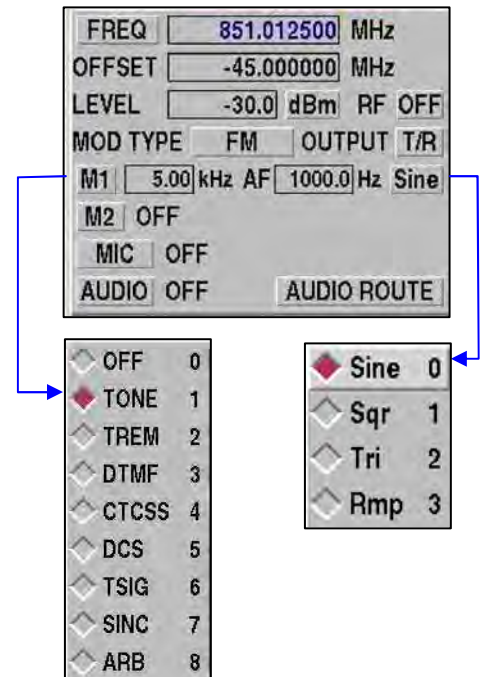 FREQ 851.012500 MHz
OFFSET -45.000000 MHz
LEVEL -30.0 dBm RF OFF
MOD TYPE FM OUTPUT T/R
M1 5.00 kHz AF 1000.0 Hz Sine
M2 OFF
MIC OFF
AUDIO OFF AUDIO ROUTE
OFF 0
TONE 1
TREM 2
DTMF 3
CTCSS 4
DCS 5
TSIG 6
SINC 7
ARB 8
Sine 0
Sqr 1
Tri 2
Rmp 3